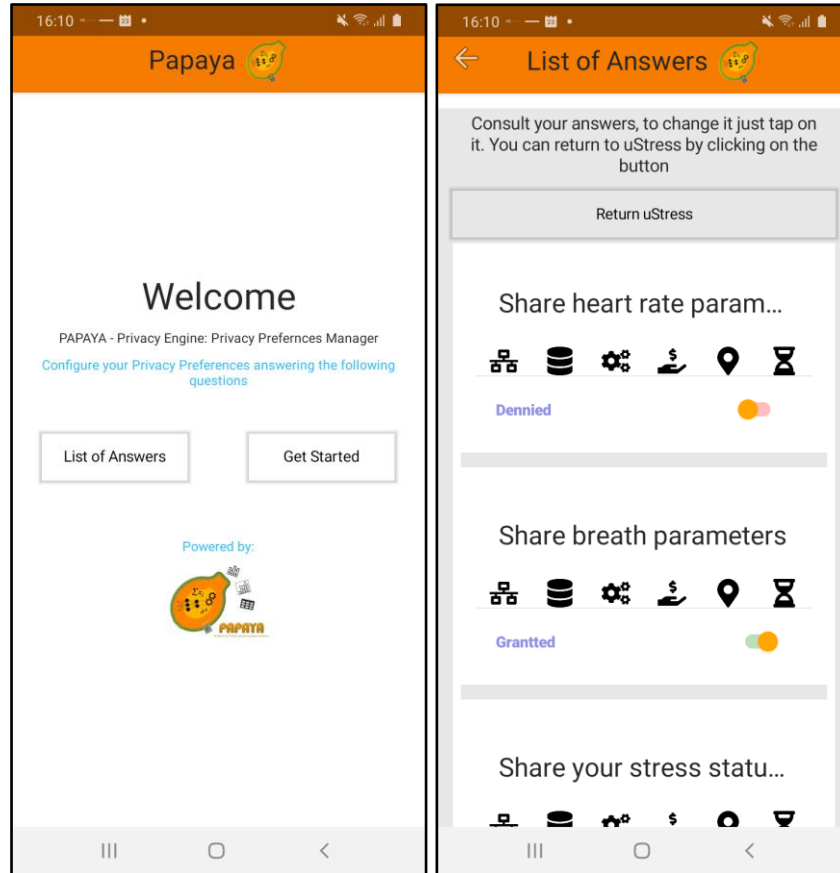 16:10
Papaya
Welcome
PAPAYA - Privacy Engine: Privacy Prefernces Manager
Configure your Privacy Preferences answering the following
questions
List of Answers
Get Started
Powered by:
PAPAYA
16:10
List of Answers
Consult your answers, to change it just tap on
it. You can return to uStress by clicking on the
button
Return uStress
Share heart rate param...
Dennied
Share breath parameters
Grantted
Share your stress statu...